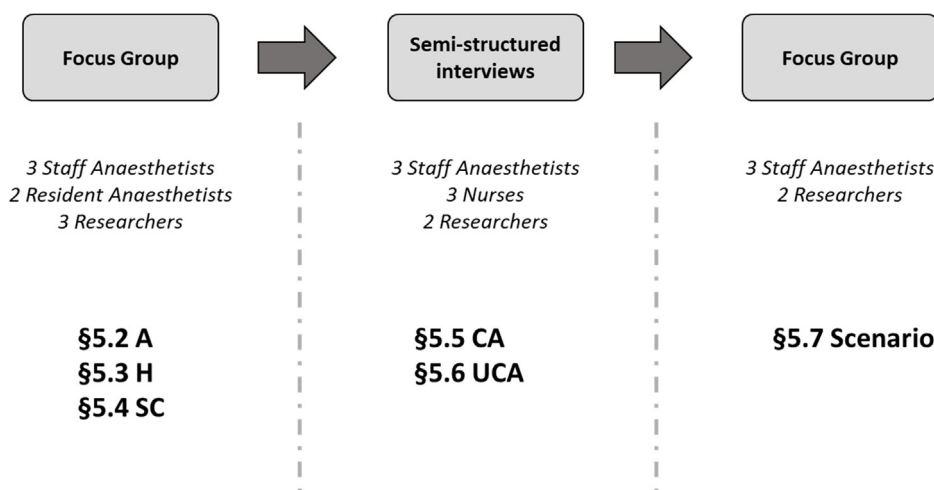 Focus Group
3 Staff Anaesthetists
2 Resident Anaesthetists
3 Researchers
§5.2 A
§5.3 H
§5.4 SC
Semi-structured
interviews
3 Staff Anaesthetists
3 Nurses
2 Researchers
§5.5 CA
§5.6 UCA
Focus Group
3 Staff Anaesthetists
2 Researchers
§5.7 Scenario